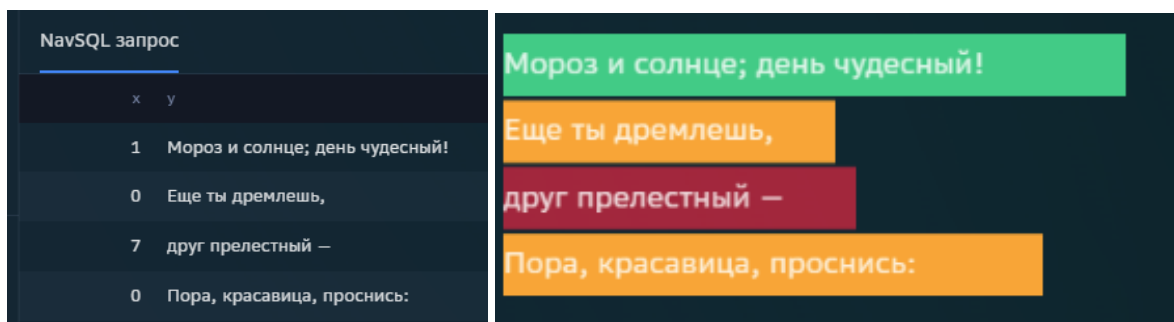 NavSQL запрос
x y
1 Мороз и солнце; день чудесный!
0 Еще ты дремлешь,
7 друг прелестный —
0 Пора, красавица, проснись:
Мороз и солнце; день чудесный!
Еще ты дремлешь,
друг прелестный —
Пора, красавица, проснись: